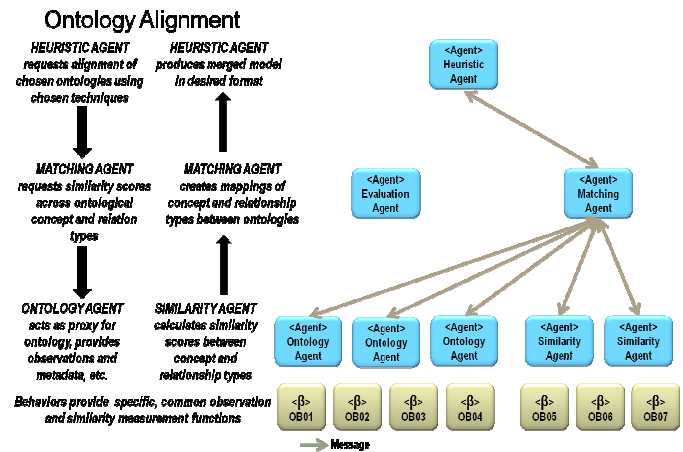 Ontology Alignment
HEURISTIC AGENT
requests alignment of
chosen ontologies using
chosen techniques
HEURISTIC AGENT
produces merged model
in desired format
MATCHING AGENT
requests similarity scores
across ontological
concept and relation
types
MATCHING AGENT
creates mappings of
concept and relationship
types between ontologies
ONTOLOGY AGENT
acts as proxy for
ontology, provides
observations and
metadata, etc.
SIMILARITY AGENT
calculates similarity
scores between
concept and
relationship types
Behaviors provide specific, common observation
and similarity measurement functions
<Agent>
Heuristic
Agent
<Agent>
Evaluation
Agent
<Agent>
Matching
Agent
<Agent>
Ontology
Agent
<Agent>
Ontology
Agent
<Agent>
Ontology
Agent
<Agent>
Similarity
Agent
<Agent>
Similarity
Agent
<β>
OB01
<β>
OB02
<β>
OB03
<β>
OB04
<β>
OB05
<β>
OB06
<β>
OB07
Message